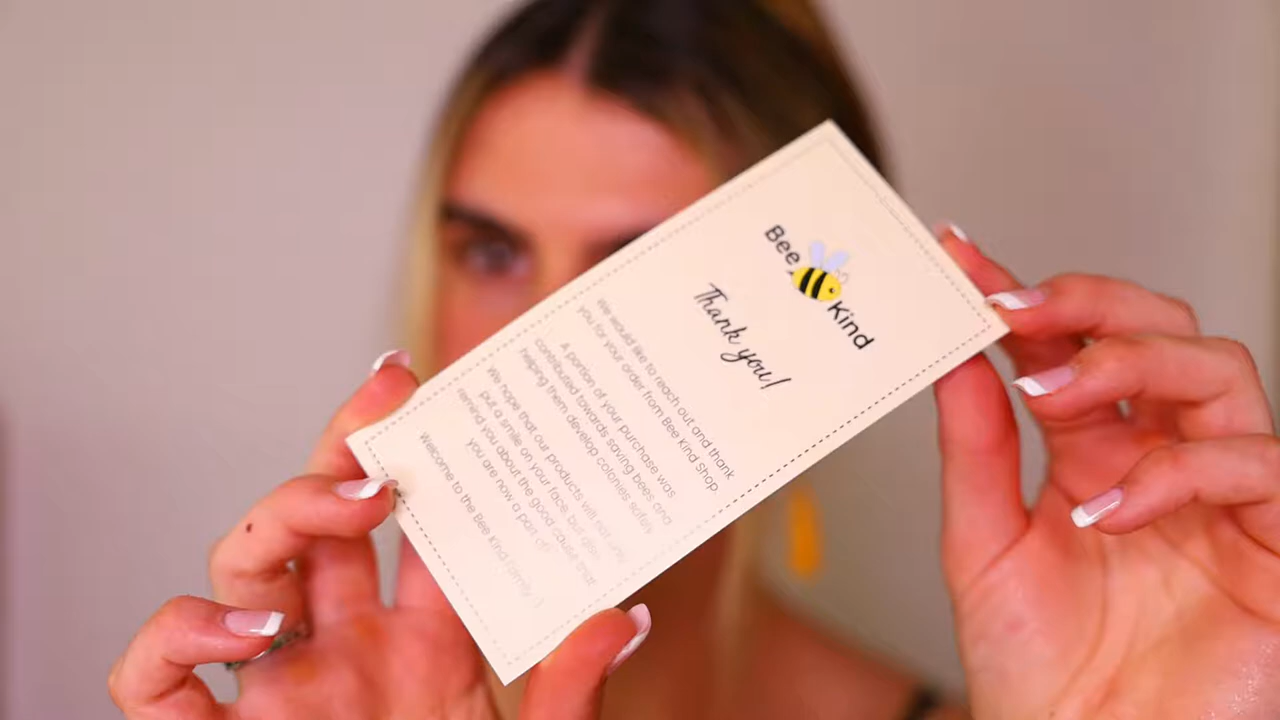 Bee Kind
Thank you!
We would like to reach out and thank
you for your order from Bee Kind Shop
A portion of your purchase was
contributed towards saving bees and
helping them develop colonies safely.
We hope that our products will not only
put a smile on your face, but also
remind you about the good cause that
you are now a part of!
Welcome to the Bee Kind family!